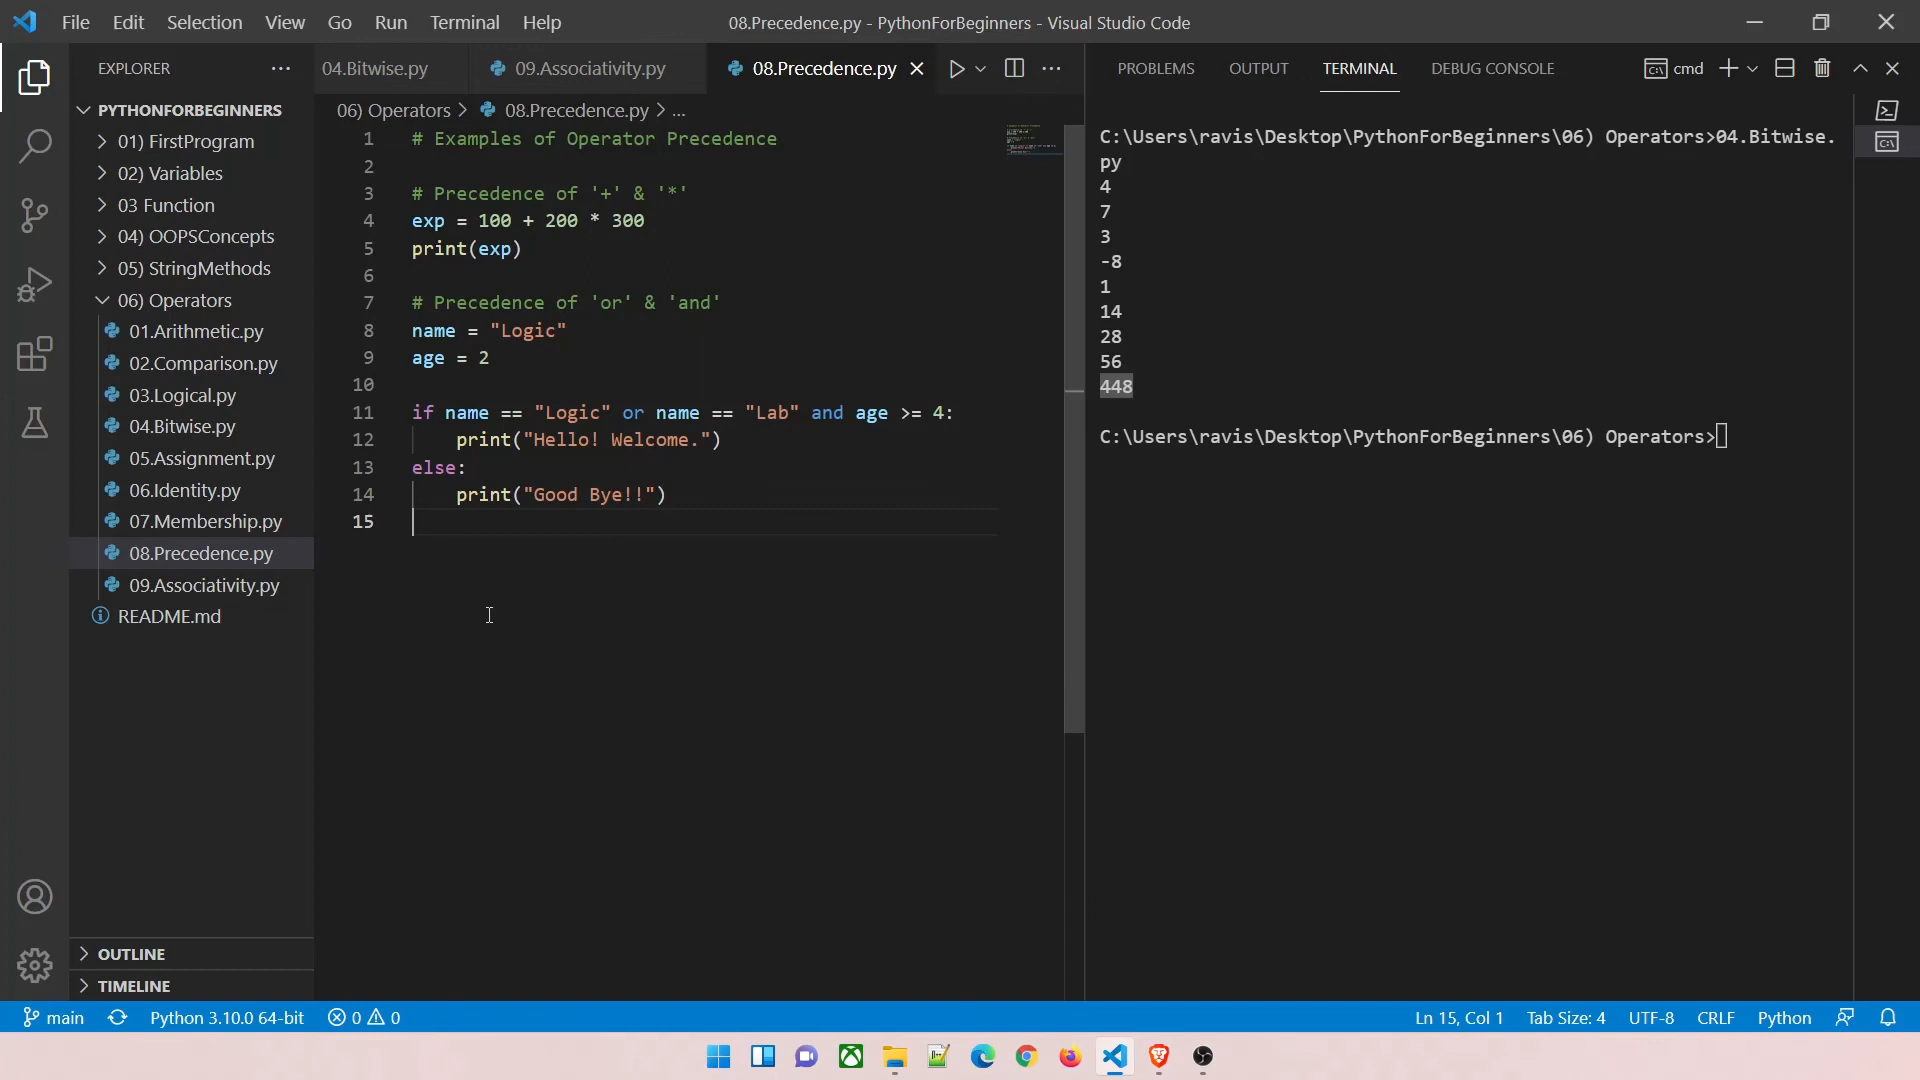 File Edit Selection View Go Run Terminal Help
08.Precedence.py - PythonForBeginners - Visual Studio Code
EXPLORER
PYTHONFORBEGINNERS
01) FirstProgram
02) Variables
03 Function
04) OOPSConcepts
05) StringMethods
06) Operators
01.Arithmetic.py
02.Comparison.py
03.Logical.py
04.Bitwise.py
05.Assignment.py
06.Identity.py
07.Membership.py
08.Precedence.py
09.Associativity.py
README.md
OUTLINE
TIMELINE
04.Bitwise.py 09.Associativity.py 08.Precedence.py
06) Operators > 08.Precedence.py > ...
1 # Examples of Operator Precedence
2
3 # Precedence of '+' & '*'
4 exp = 100 + 200 * 300
5 print(exp)
6
7 # Precedence of 'or' & 'and'
8 name = "Logic"
9 age = 2
10
11 if name == "Logic" or name == "Lab" and age >= 4:
12 print("Hello! Welcome.")
13 else:
14 print("Good Bye!!")
15
PROBLEMS OUTPUT TERMINAL DEBUG CONSOLE cmd
C:\Users\ravis\Desktop\PythonForBeginners\06) Operators>04.Bitwise.
py
4
7
3
-8
1
14
28
56
448
C:\Users\ravis\Desktop\PythonForBeginners\06) Operators>
main Python 3.10.0 64-bit 0 0 Ln 15, Col 1 Tab Size: 4 UTF-8 CRLF Python